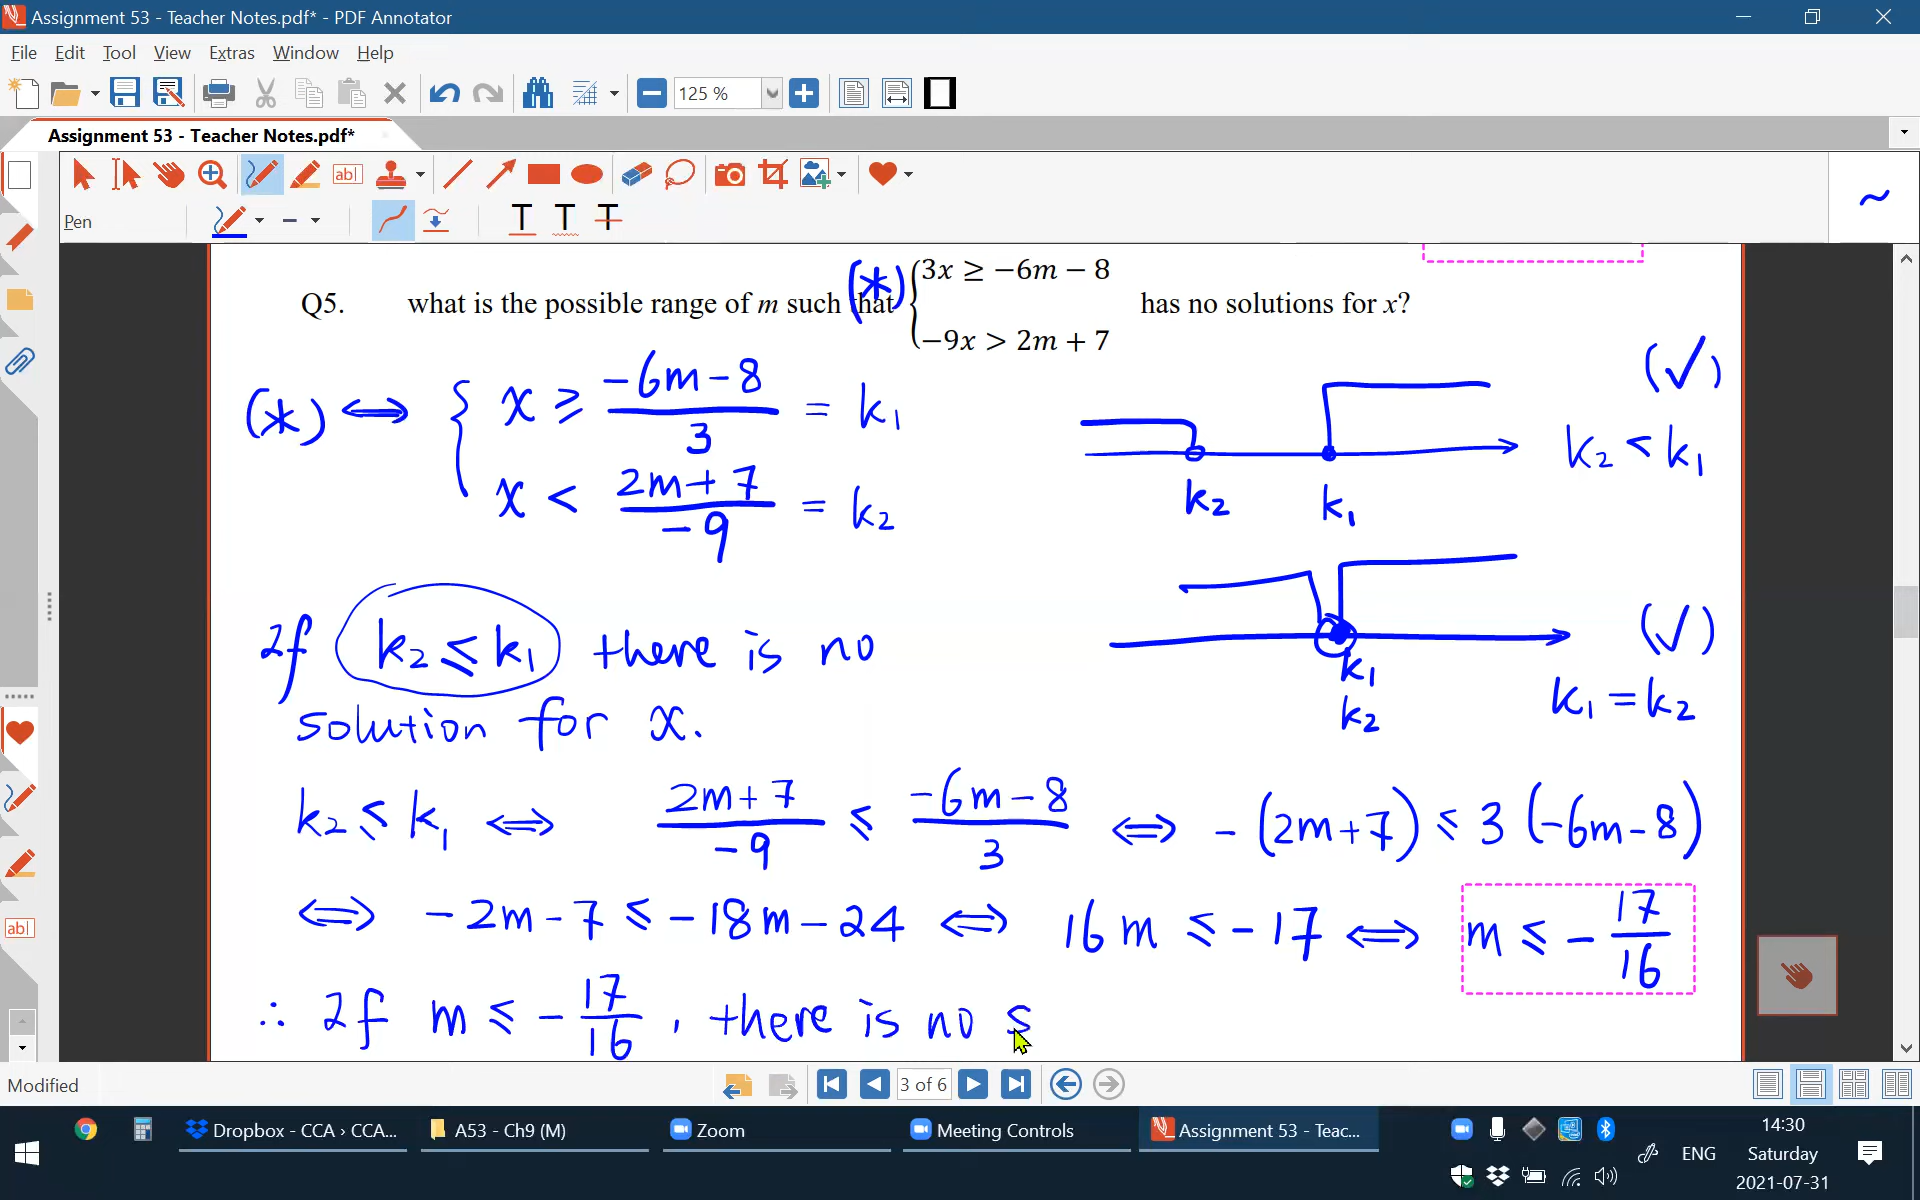 Assignment 53 - Teacher Notes.pdf* - PDF Annotator
File Edit Tool View Extras Window Help
125 %
Assignment 53 - Teacher Notes.pdf*
ab|
Pen
T T T
Q5. what is the possible range of m such that (*) {3x ≥ −6m − 8
−9x > 2m + 7 has no solutions for x?
(*) ⟺ { x ≥ (-6m-8)/3 = k₁
x < (2m+7)/-9 = k₂
k₂ k₁
(✓)
k₂ < k₁
If k₂ ≤ k₁ there is no
solution for x.
k₁
k₂
(✓)
k₁ = k₂
k₂ ≤ k₁ ⟺ (2m+7)/-9 ≤ (-6m-8)/3 ⟺ -(2m+7) ≤ 3(-6m-8)
⟺ -2m-7 ≤ -18m-24 ⟺ 16m ≤ -17 ⟺ m ≤ -17/16
∴ If m ≤ -17/16, there is no s
ab|
Modified
3 of 6
Dropbox - CCA › CCA...
A53 - Ch9 (M)
Zoom
Meeting Controls
Assignment 53 - Teac...
ENG
14:30
Saturday
2021-07-31